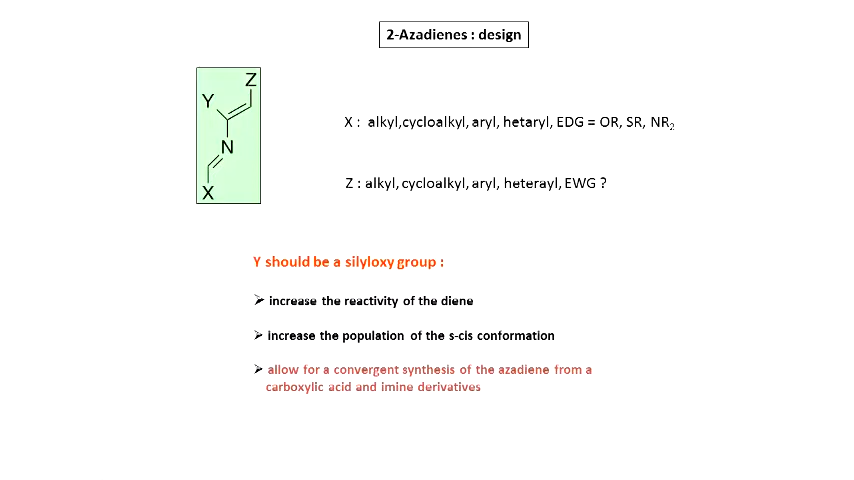 2-Azadienes : design
Z
Y
N
X
X : alkyl,cycloalkyl, aryl, hetaryl, EDG = OR, SR, NR2
Z : alkyl, cycloalkyl, aryl, heterayl, EWG ?
Y should be a silyloxy group :
➢ increase the reactivity of the diene
➢ increase the population of the s-cis conformation
➢ allow for a convergent synthesis of the azadiene from a
carboxylic acid and imine derivatives